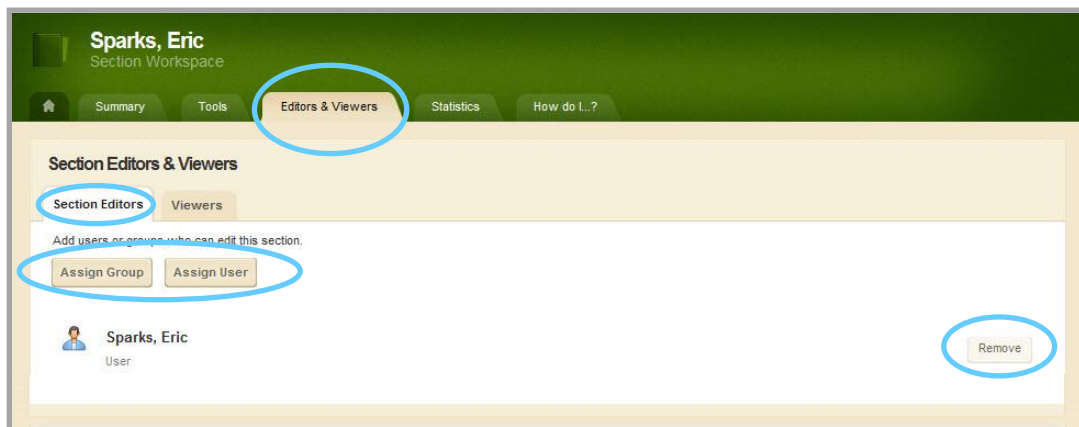 Sparks, Eric
Section Workspace
Summary Tools Editors & Viewers Statistics How do I...?
Section Editors & Viewers
Section Editors Viewers
Add users or groups who can edit this section.
Assign Group Assign User
Sparks, Eric
User
Remove